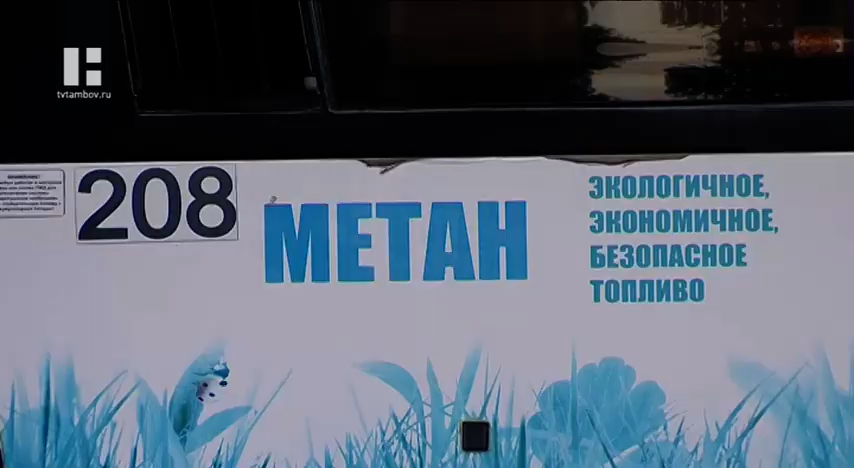 tvtambov.ru
208
МЕТАН
ЭКОЛОГИЧНОЕ,
ЭКОНОМИЧНОЕ,
БЕЗОПАСНОЕ
ТОПЛИВО